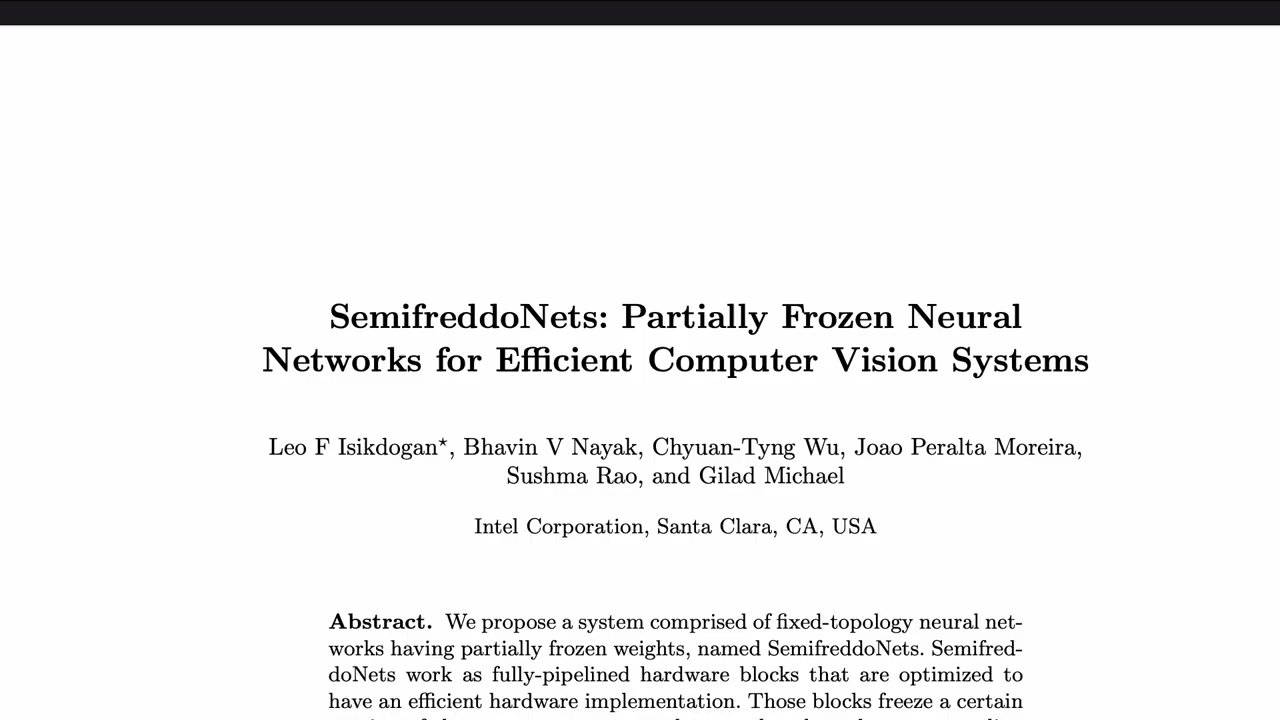 SemifreddoNets: Partially Frozen Neural
Networks for Efficient Computer Vision Systems
Leo F Isikdogan⋆, Bhavin V Nayak, Chyuan-Tyng Wu, Joao Peralta Moreira,
Sushma Rao, and Gilad Michael
Intel Corporation, Santa Clara, CA, USA
Abstract. We propose a system comprised of fixed-topology neural net-
works having partially frozen weights, named SemifreddoNets. Semifred-
doNets work as fully-pipelined hardware blocks that are optimized to
have an efficient hardware implementation. Those blocks freeze a certain